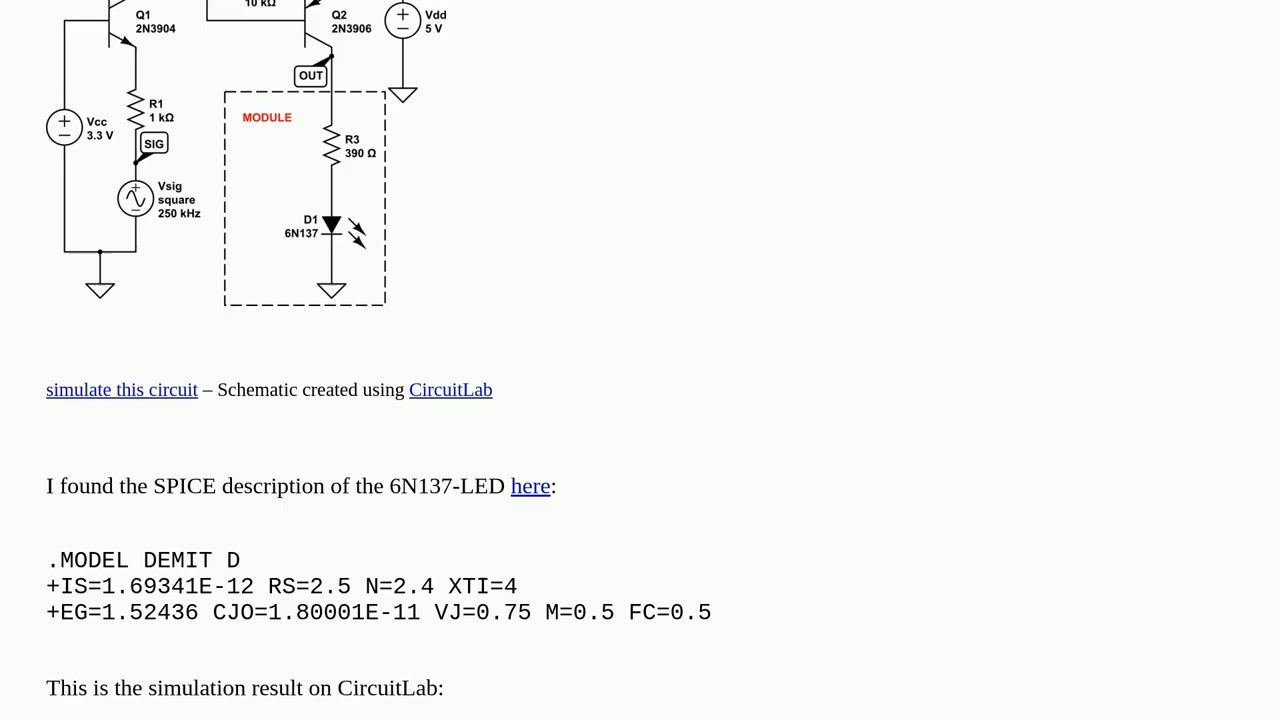 10 kΩ
Q1
2N3904
Q2
2N3906
Vdd
5 V
OUT
R1
1 kΩ
MODULE
Vcc
3.3 V
SIG
R3
390 Ω
Vsig
square
250 kHz
D1
6N137
simulate this circuit – Schematic created using CircuitLab
I found the SPICE description of the 6N137-LED here:
.MODEL DEMIT D
+IS=1.69341E-12 RS=2.5 N=2.4 XTI=4
+EG=1.52436 CJO=1.80001E-11 VJ=0.75 M=0.5 FC=0.5
This is the simulation result on CircuitLab: